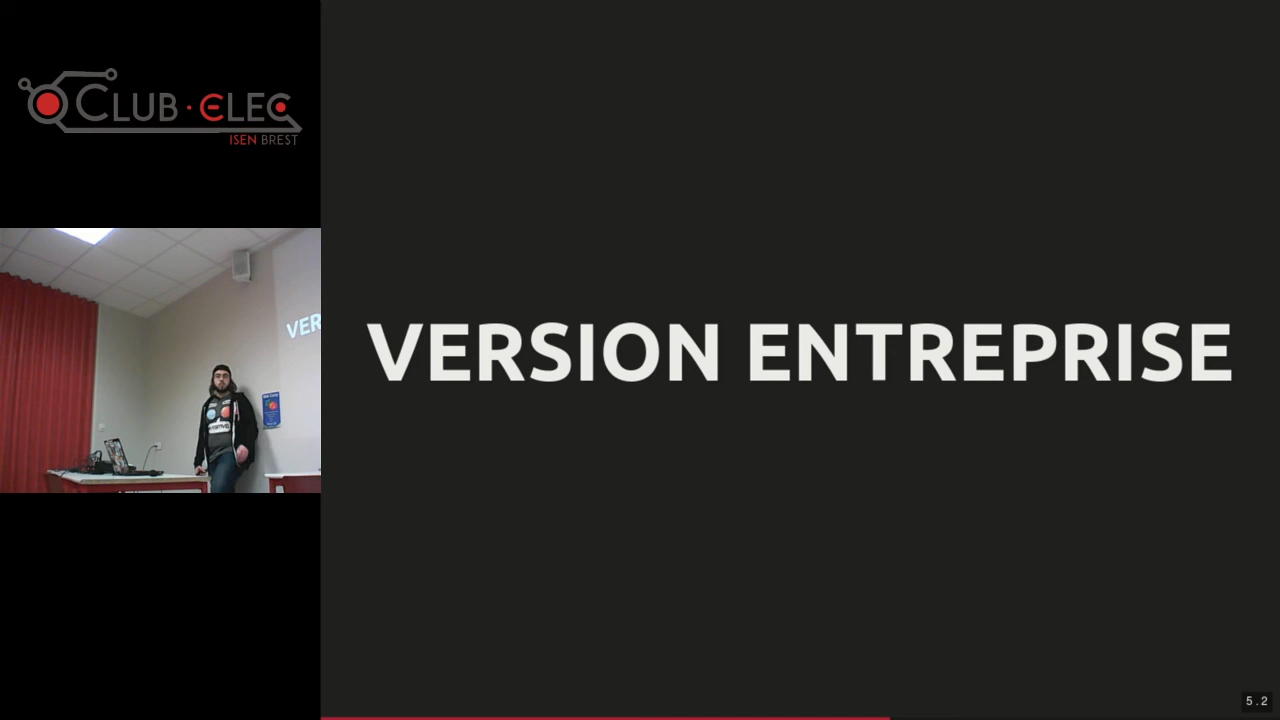 CLUB · ELEC
ISEN BREST
VER
VERSION ENTREPRISE
5.2